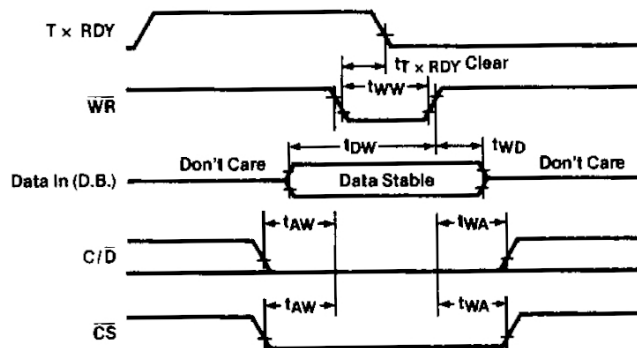 T × RDY
tT × RDY Clear
tWW
WR
tDW
tWD
Don't Care
Don't Care
Data In (D.B.)
Data Stable
tAW
tWA
C/D
tAW
tWA
CS